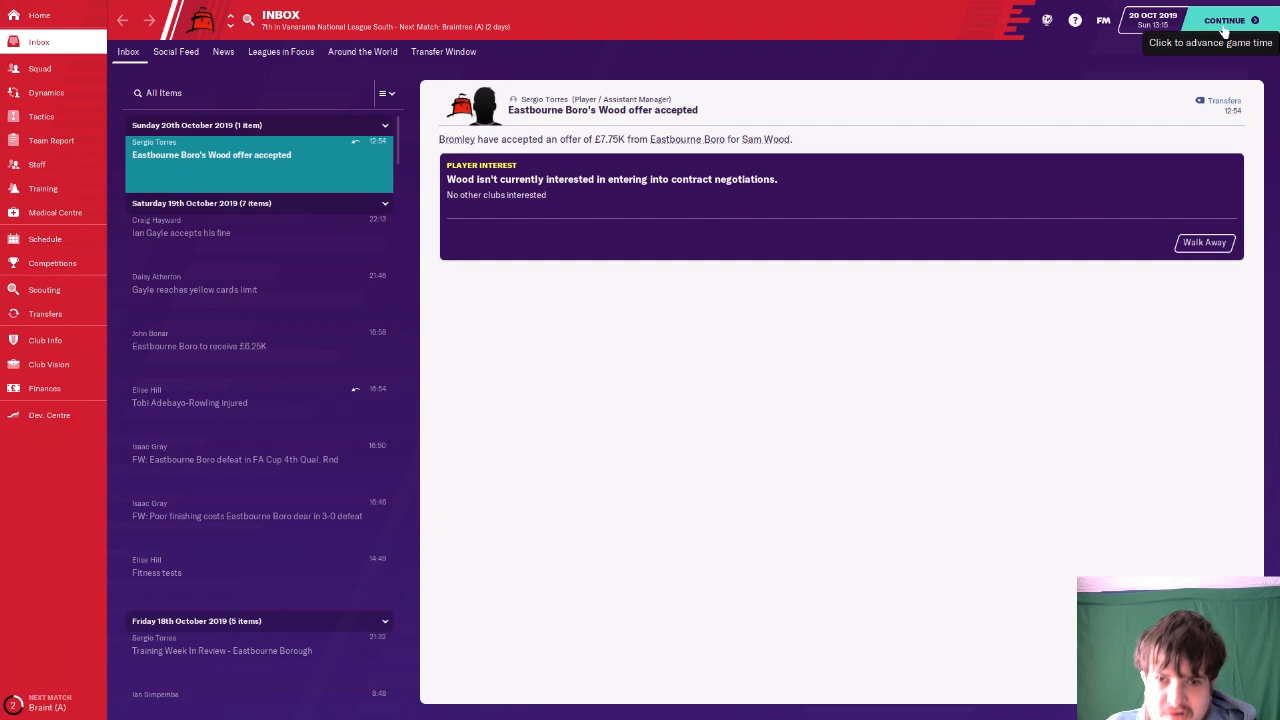 Home
INBOX
7th in Vanarama National League South - Next Match: Braintree (A) (2 days)
FM
20 OCT 2019
Sun 13:15
CONTINUE
Click to advance game time
Inbox
Squad
Dynamics
Tactics
Team Report
Staff
Training
Medical Centre
Schedule
Competitions
Scouting
Transfers
Club Info
Club Vision
Finances
Dev. Centre
2
NEXT MATCH
Braint (A)
Inbox
Social Feed
News
Leagues in Focus
Around the World
Transfer Window
All Items
Sunday 20th October 2019 (1 item)
Sergio Torres 12:54
Eastbourne Boro's Wood offer accepted
Saturday 19th October 2019 (7 items)
Craig Hayward 22:13
Ian Gayle accepts his fine
Daisy Atherton 21:46
Gayle reaches yellow cards limit
John Bonar 16:58
Eastbourne Boro to receive £6.25K
Elise Hill 16:54
Tobi Adebayo-Rowling injured
Isaac Gray 16:50
FW: Eastbourne Boro defeat in FA Cup 4th Qual. Rnd
Isaac Gray 16:46
FW: Poor finishing costs Eastbourne Boro dear in 3-0 defeat
Elise Hill 14:49
Fitness tests
Friday 18th October 2019 (5 items)
Sergio Torres 21:32
Training Week In Review - Eastbourne Borough
Ian Simpemba 8:48
Sergio Torres (Player / Assistant Manager)
Eastbourne Boro's Wood offer accepted
Transfers
12:54
Bromley have accepted an offer of £7.75K from Eastbourne Boro for Sam Wood.
PLAYER INTEREST
Wood isn't currently interested in entering into contract negotiations.
No other clubs interested
Walk Away